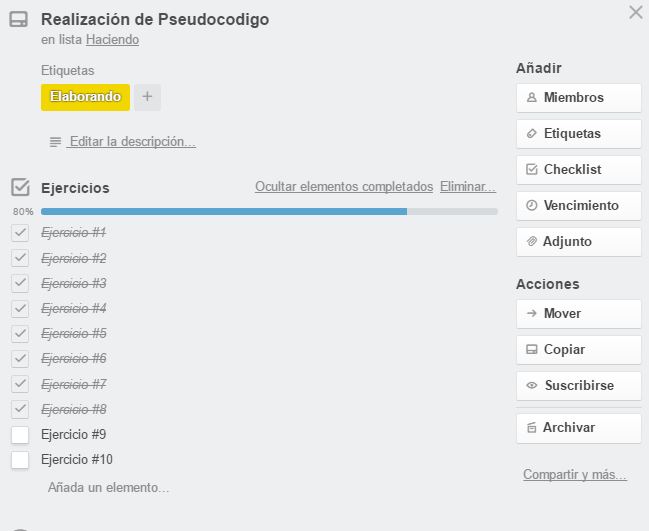 Realización de Pseudocodigo
en lista Haciendo
Etiquetas
Elaborando +
Editar la descripción...
Ejercicios Ocultar elementos completados Eliminar...
80%
Ejercicio #1
Ejercicio #2
Ejercicio #3
Ejercicio #4
Ejercicio #5
Ejercicio #6
Ejercicio #7
Ejercicio #8
Ejercicio #9
Ejercicio #10
Añada un elemento...
Añadir
Miembros
Etiquetas
Checklist
Vencimiento
Adjunto
Acciones
Mover
Copiar
Suscribirse
Archivar
Compartir y más...